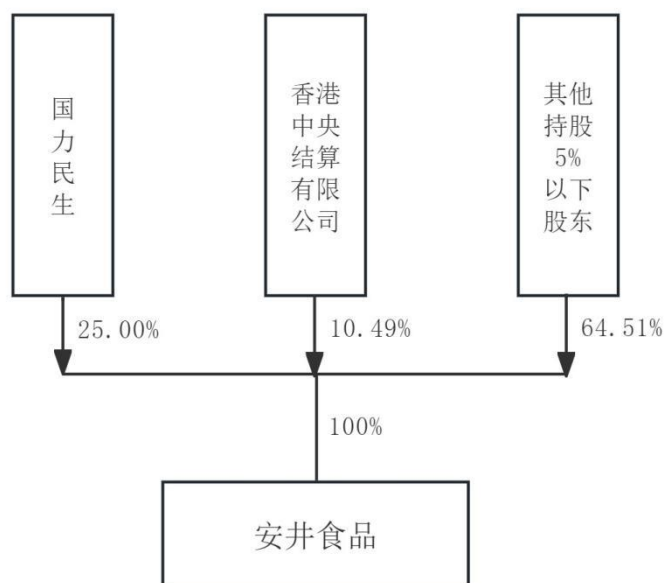 国
力
民
生
香港
中央
结算
有限
公司
其他
持股
5%
以下
股东
25.00%
10.49%
64.51%
100%
安井食品